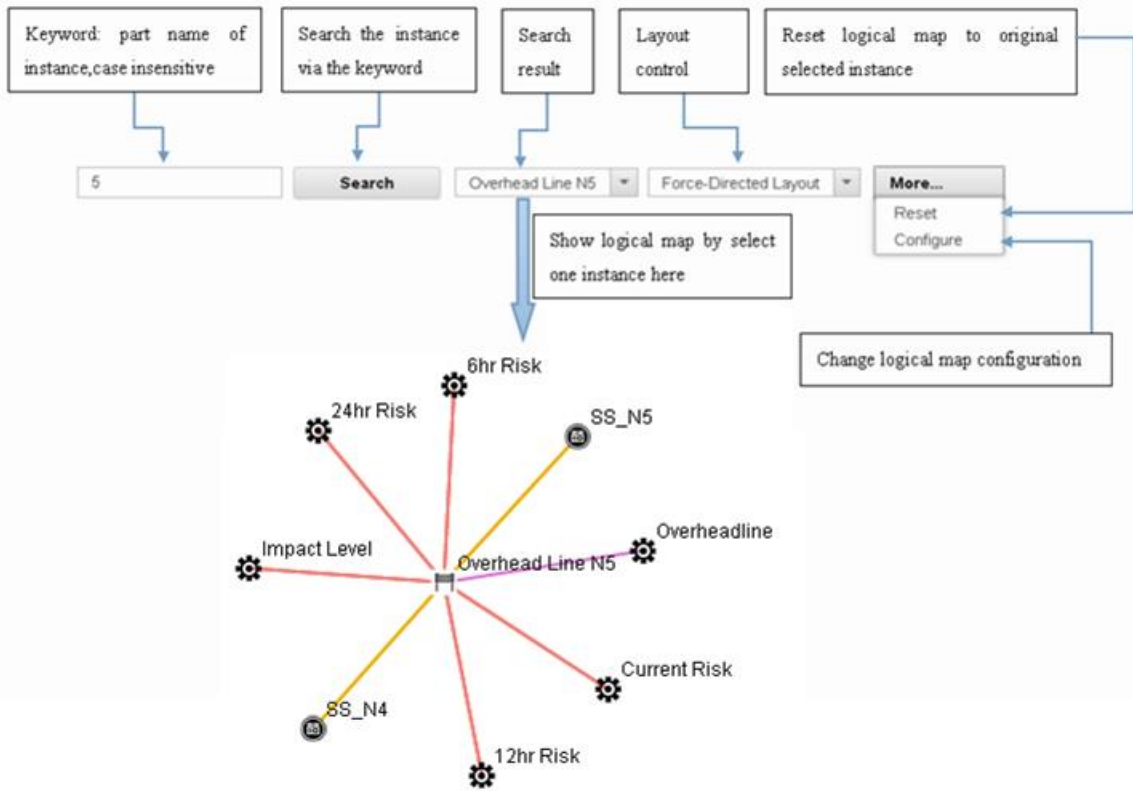 Keyword: part name of
instance,case insensitive
Search the instance
via the keyword
Search
result
Layout
control
Reset logical map to original
selected instance
5
Search
Overhead Line N5
Force-Directed Layout
More...
Reset
Configure
Show logical map by select
one instance here
Change logical map configuration
6hr Risk
24hr Risk
SS_N5
Overheadline
Impact Level
Overhead Line N5
Current Risk
SS_N4
12hr Risk